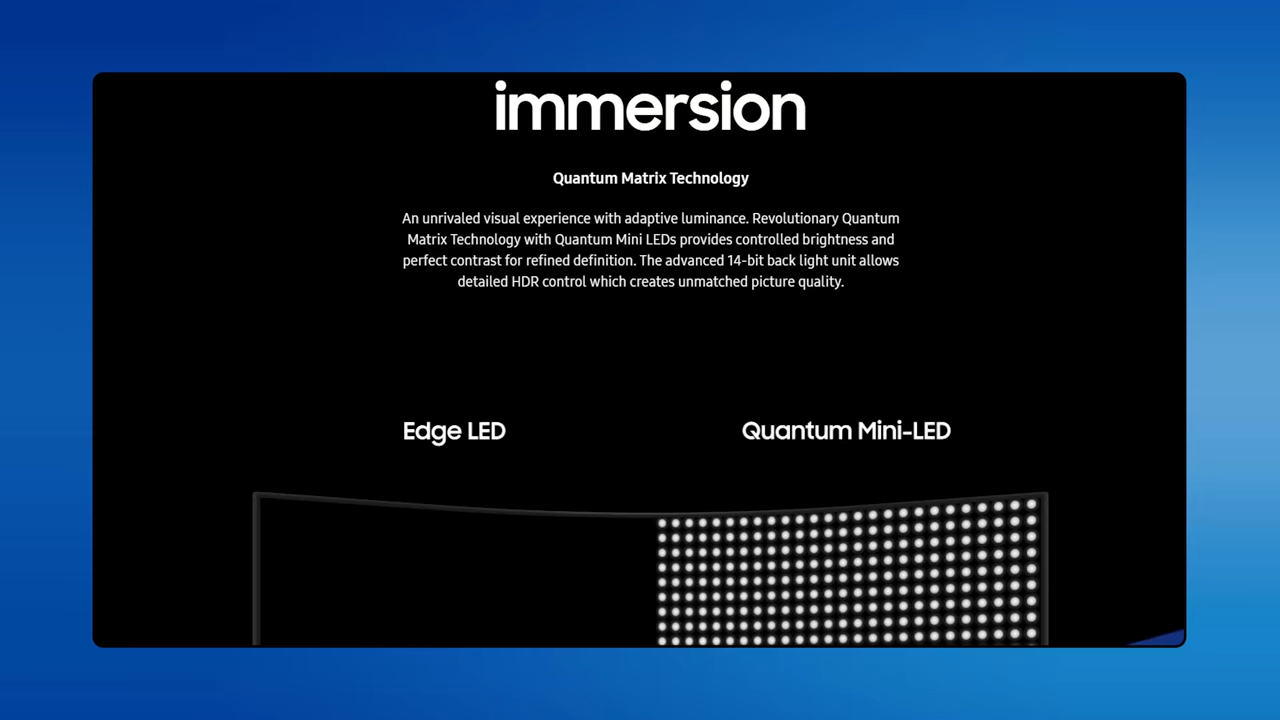 immersion
Quantum Matrix Technology
An unrivaled visual experience with adaptive luminance. Revolutionary Quantum
Matrix Technology with Quantum Mini LEDs provides controlled brightness and
perfect contrast for refined definition. The advanced 14-bit back light unit allows
detailed HDR control which creates unmatched picture quality.
Edge LED
Quantum Mini-LED